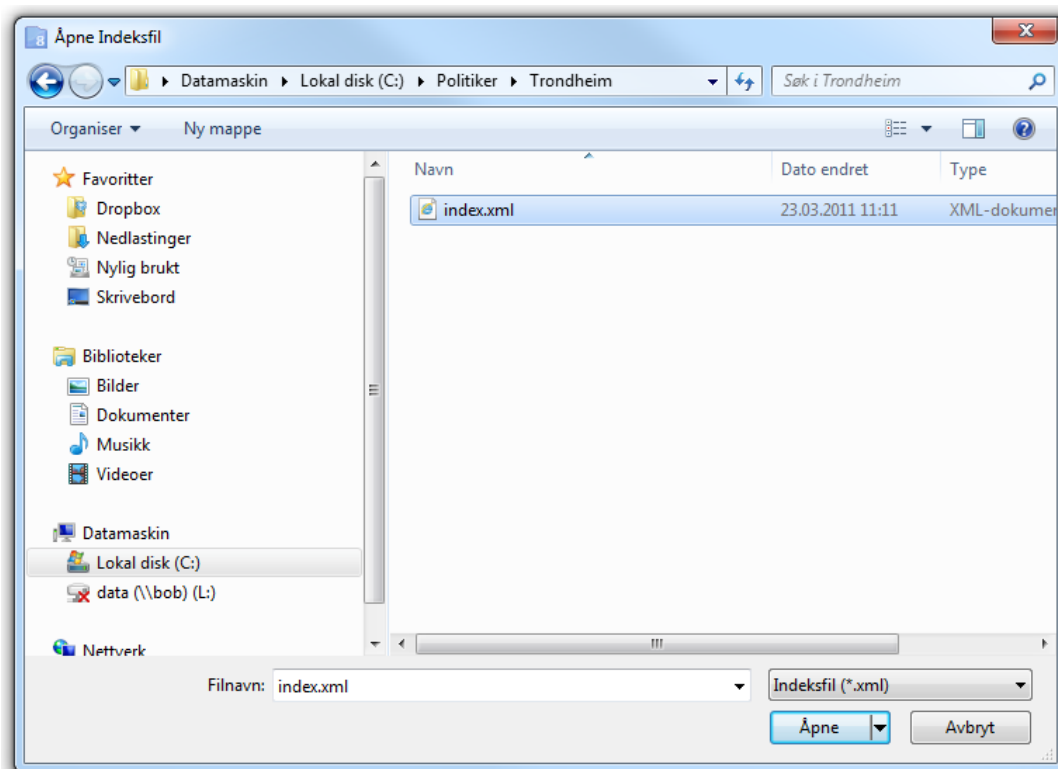 Åpne Indeksfil
Datamaskin Lokal disk (C:) Politiker Trondheim Søk i Trondheim
Organiser Ny mappe
Favoritter
Dropbox
Nedlastinger
Nylig brukt
Skrivebord
Biblioteker
Bilder
Dokumenter
Musikk
Videoer
Datamaskin
Lokal disk (C:)
data (\\bob) (L:)
Nettverk
Navn Dato endret Type
index.xml 23.03.2011 11:11 XML-dokumer
Filnavn: index.xml Indeksfil (*.xml)
Åpne Avbryt